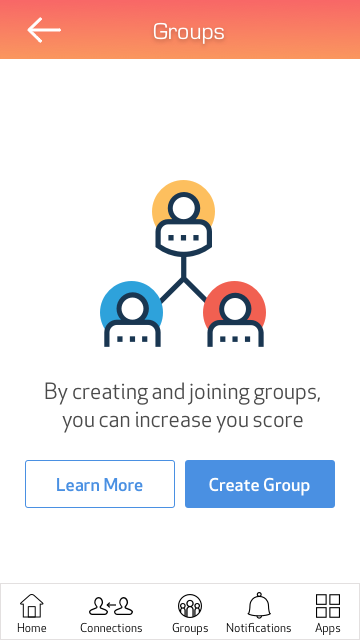 Groups
By creating and joining groups,
you can increase you score
Learn More
Create Group
Home
Connections
Groups
Notifications
Apps